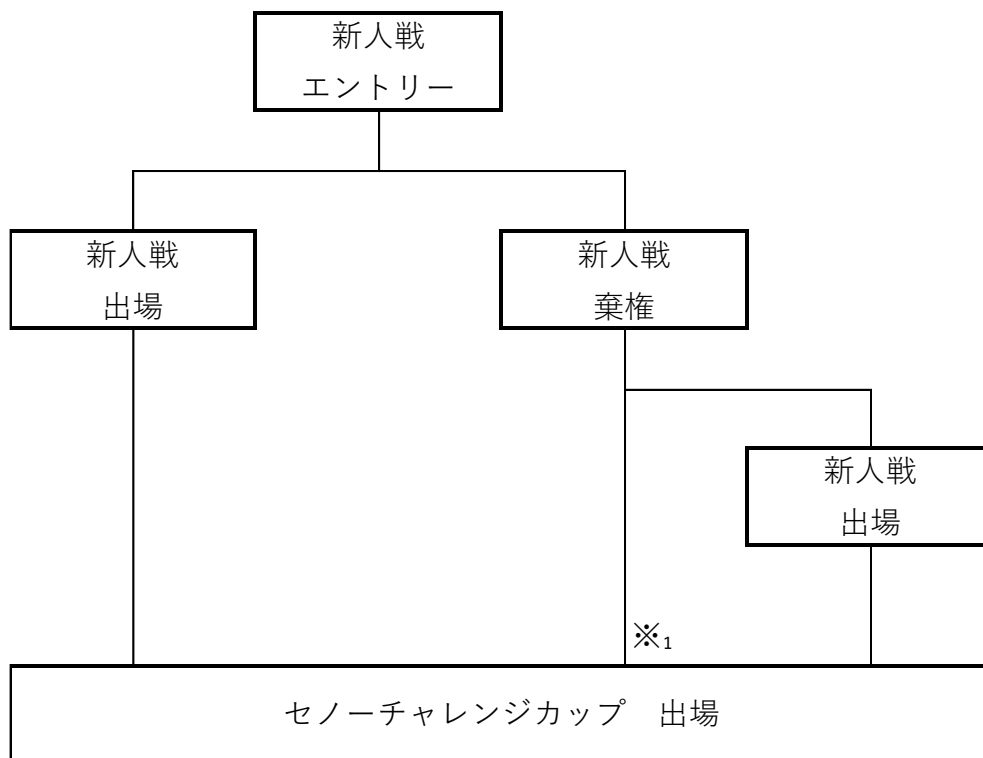 新人戦
エントリー
新人戦
出場
新人戦
棄権
新人戦
出場
※1
セノーチャレンジカップ　出場